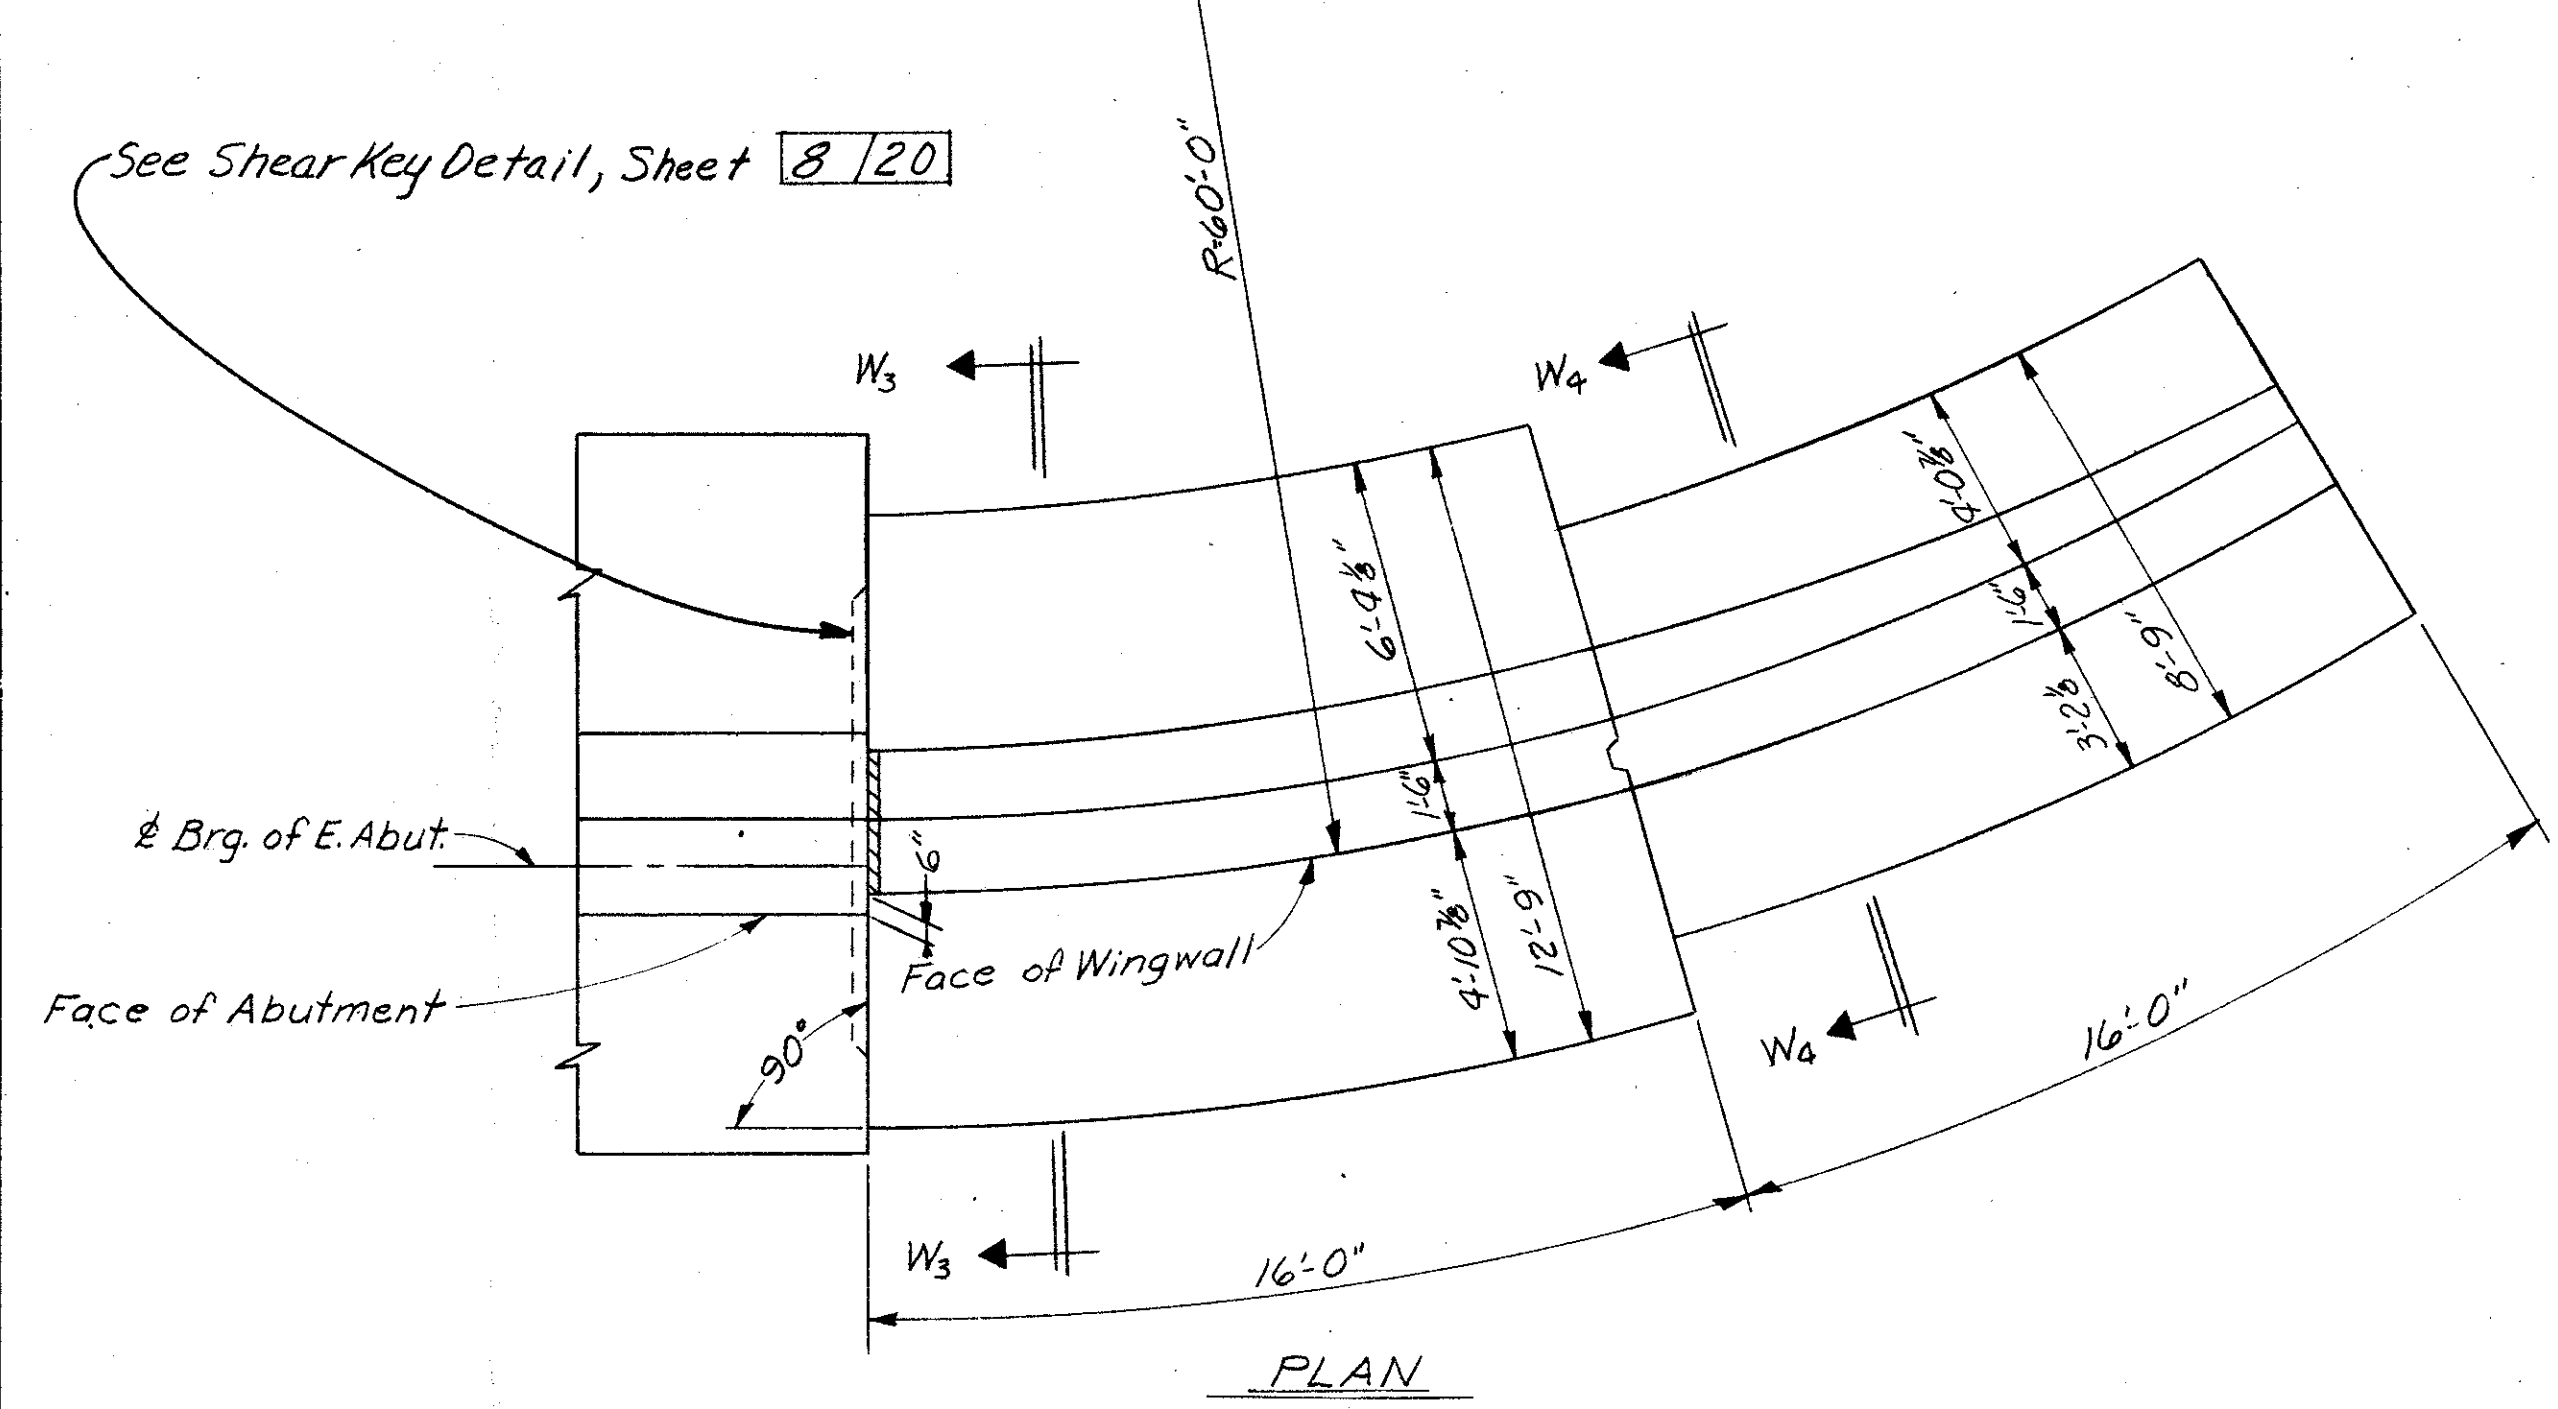 See Shear Key Detail, Sheet 8/20
R=60'-0"
W3
W4
6'-4⅛"
4'-0⅞"
1'-6"
8'-9"
3'-2⅛"
1'-6"
4'-10⅞"
12'-9"
℄ Brg. of E. Abut.
6"
Face of Wingwall
Face of Abutment
90°
W4
16'-0"
W3
16'-0"
PLAN